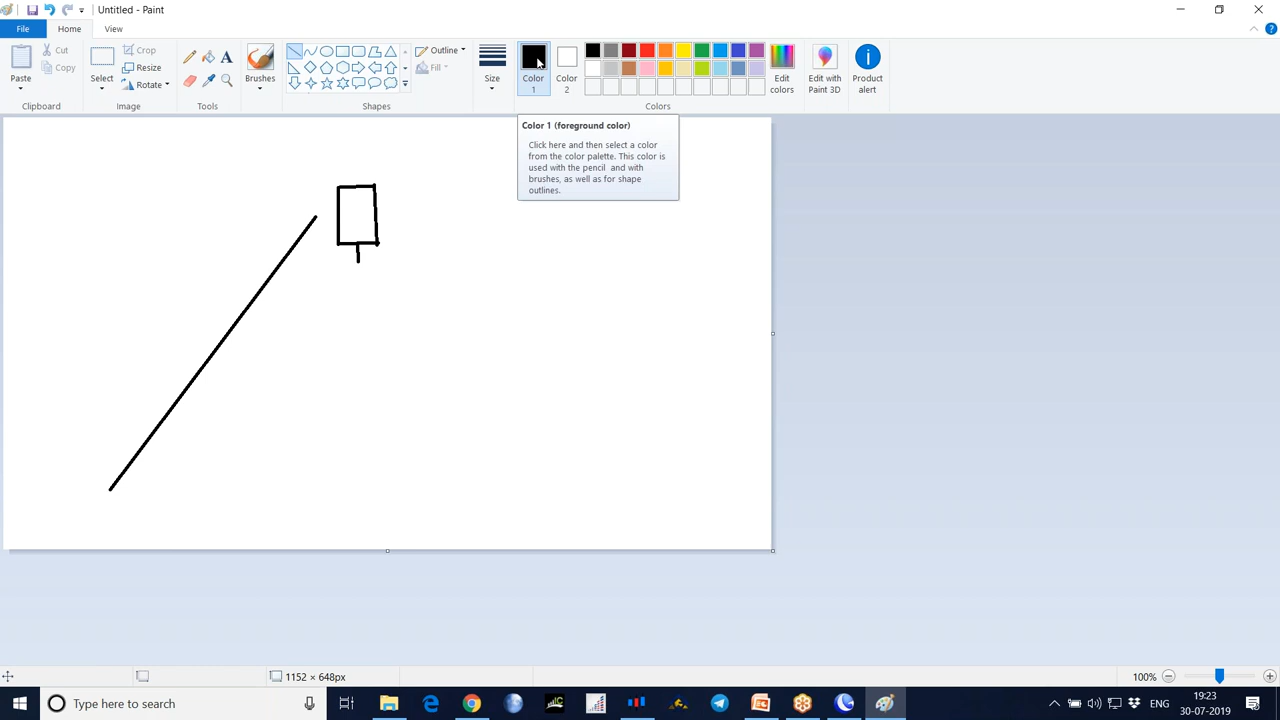 Untitled - Paint
File
Home
View
Paste
Cut
Copy
Clipboard
Select
Crop
Resize
Rotate
Image
A
Tools
Brushes
Outline
Fill
Shapes
Size
Color
1
Color
2
Colors
Edit
colors
Edit with
Paint 3D
Product
alert
Color 1 (foreground color)
Click here and then select a color
from the color palette. This color is
used with the pencil and with
brushes, as well as for shape
outlines.
1152 × 648px
100%
Type here to search
ENG
19:23
30-07-2019